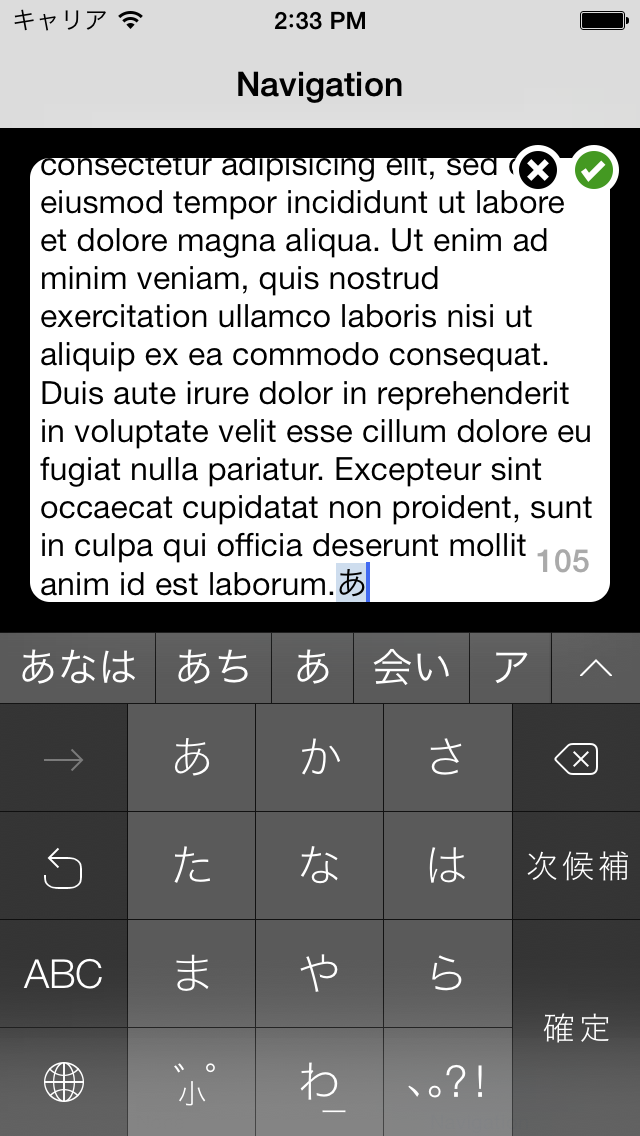 キャリア 2:33 PM
Navigation
consectetur adipisicing elit, sed
eiusmod tempor incididunt ut labore
et dolore magna aliqua. Ut enim ad
minim veniam, quis nostrud
exercitation ullamco laboris nisi ut
aliquip ex ea commodo consequat.
Duis aute irure dolor in reprehenderit
in voluptate velit esse cillum dolore eu
fugiat nulla pariatur. Excepteur sint
occaecat cupidatat non proident, sunt
in culpa qui officia deserunt mollit
105
anim id est laborum.あ
あなは あち あ 会い ア
→ あ か さ
た な は 次候補
ABC ま や ら
確定
゛゜小 わ_ 、。?!